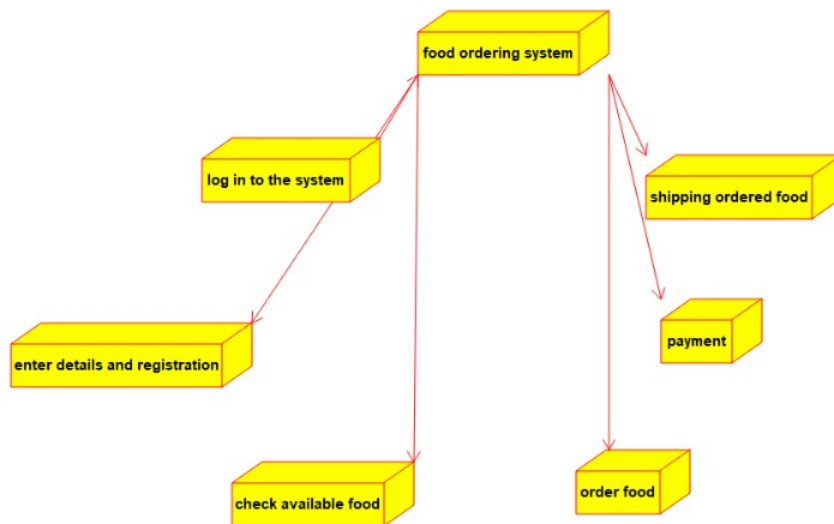 food ordering system
log in to the system
shipping ordered food
payment
enter details and registration
check available food
order food